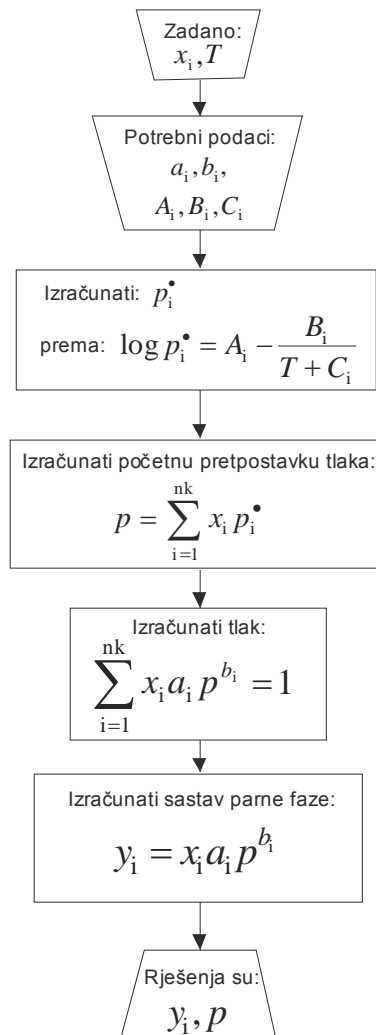 Zadano:
x_i, T
Potrebni podaci:
a_i, b_i,
A_i, B_i, C_i
Izračunati: p_i^•
prema: log p_i^• = A_i − B_i / (T + C_i)
Izračunati početnu pretpostavku tlaka:
p = ∑_{i=1}^{nk} x_i p_i^•
Izračunati tlak:
∑_{i=1}^{nk} x_i a_i p^{b_i} = 1
Izračunati sastav parne faze:
y_i = x_i a_i p^{b_i}
Rješenja su:
y_i, p